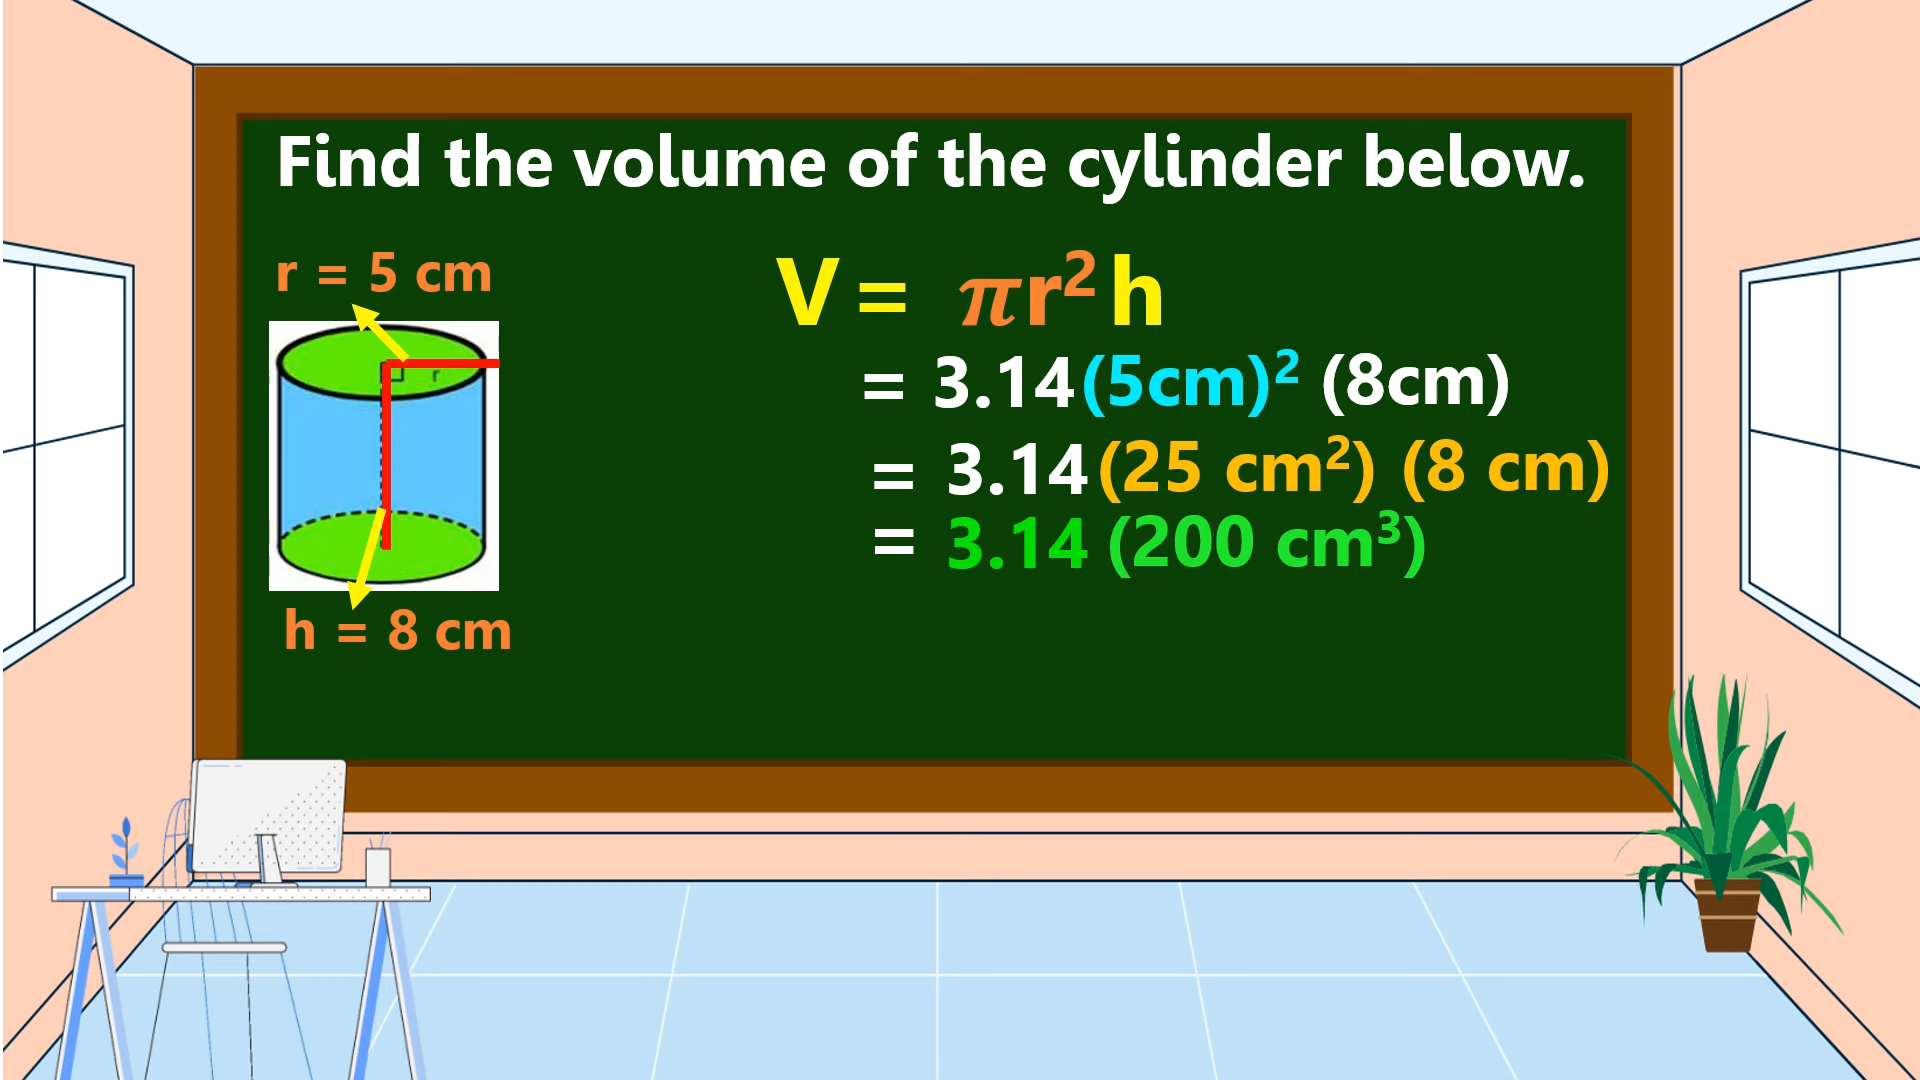 Find the volume of the cylinder below.
r = 5 cm
r
h = 8 cm
V = πr² h
= 3.14(5cm)² (8cm)
= 3.14(25 cm²) (8 cm)
= 3.14 (200 cm³)